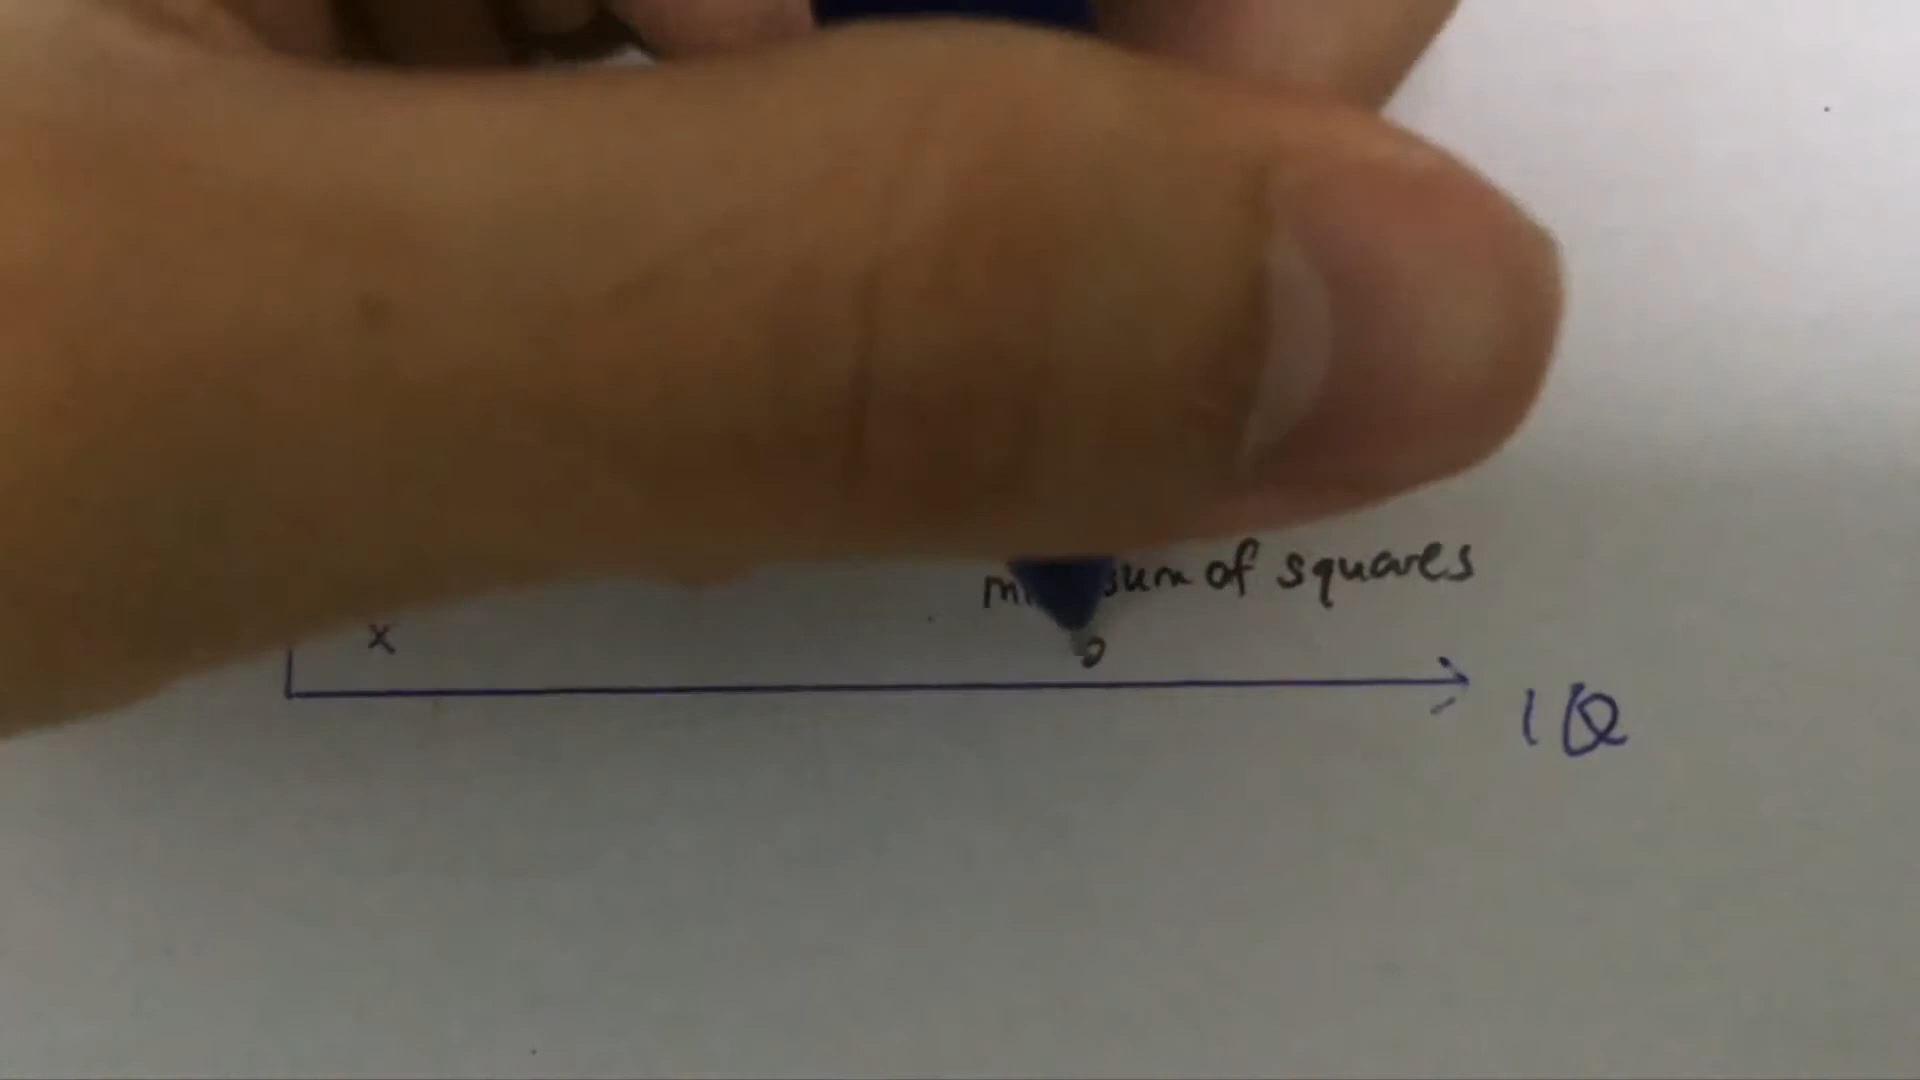 sum of squares
x
IQ